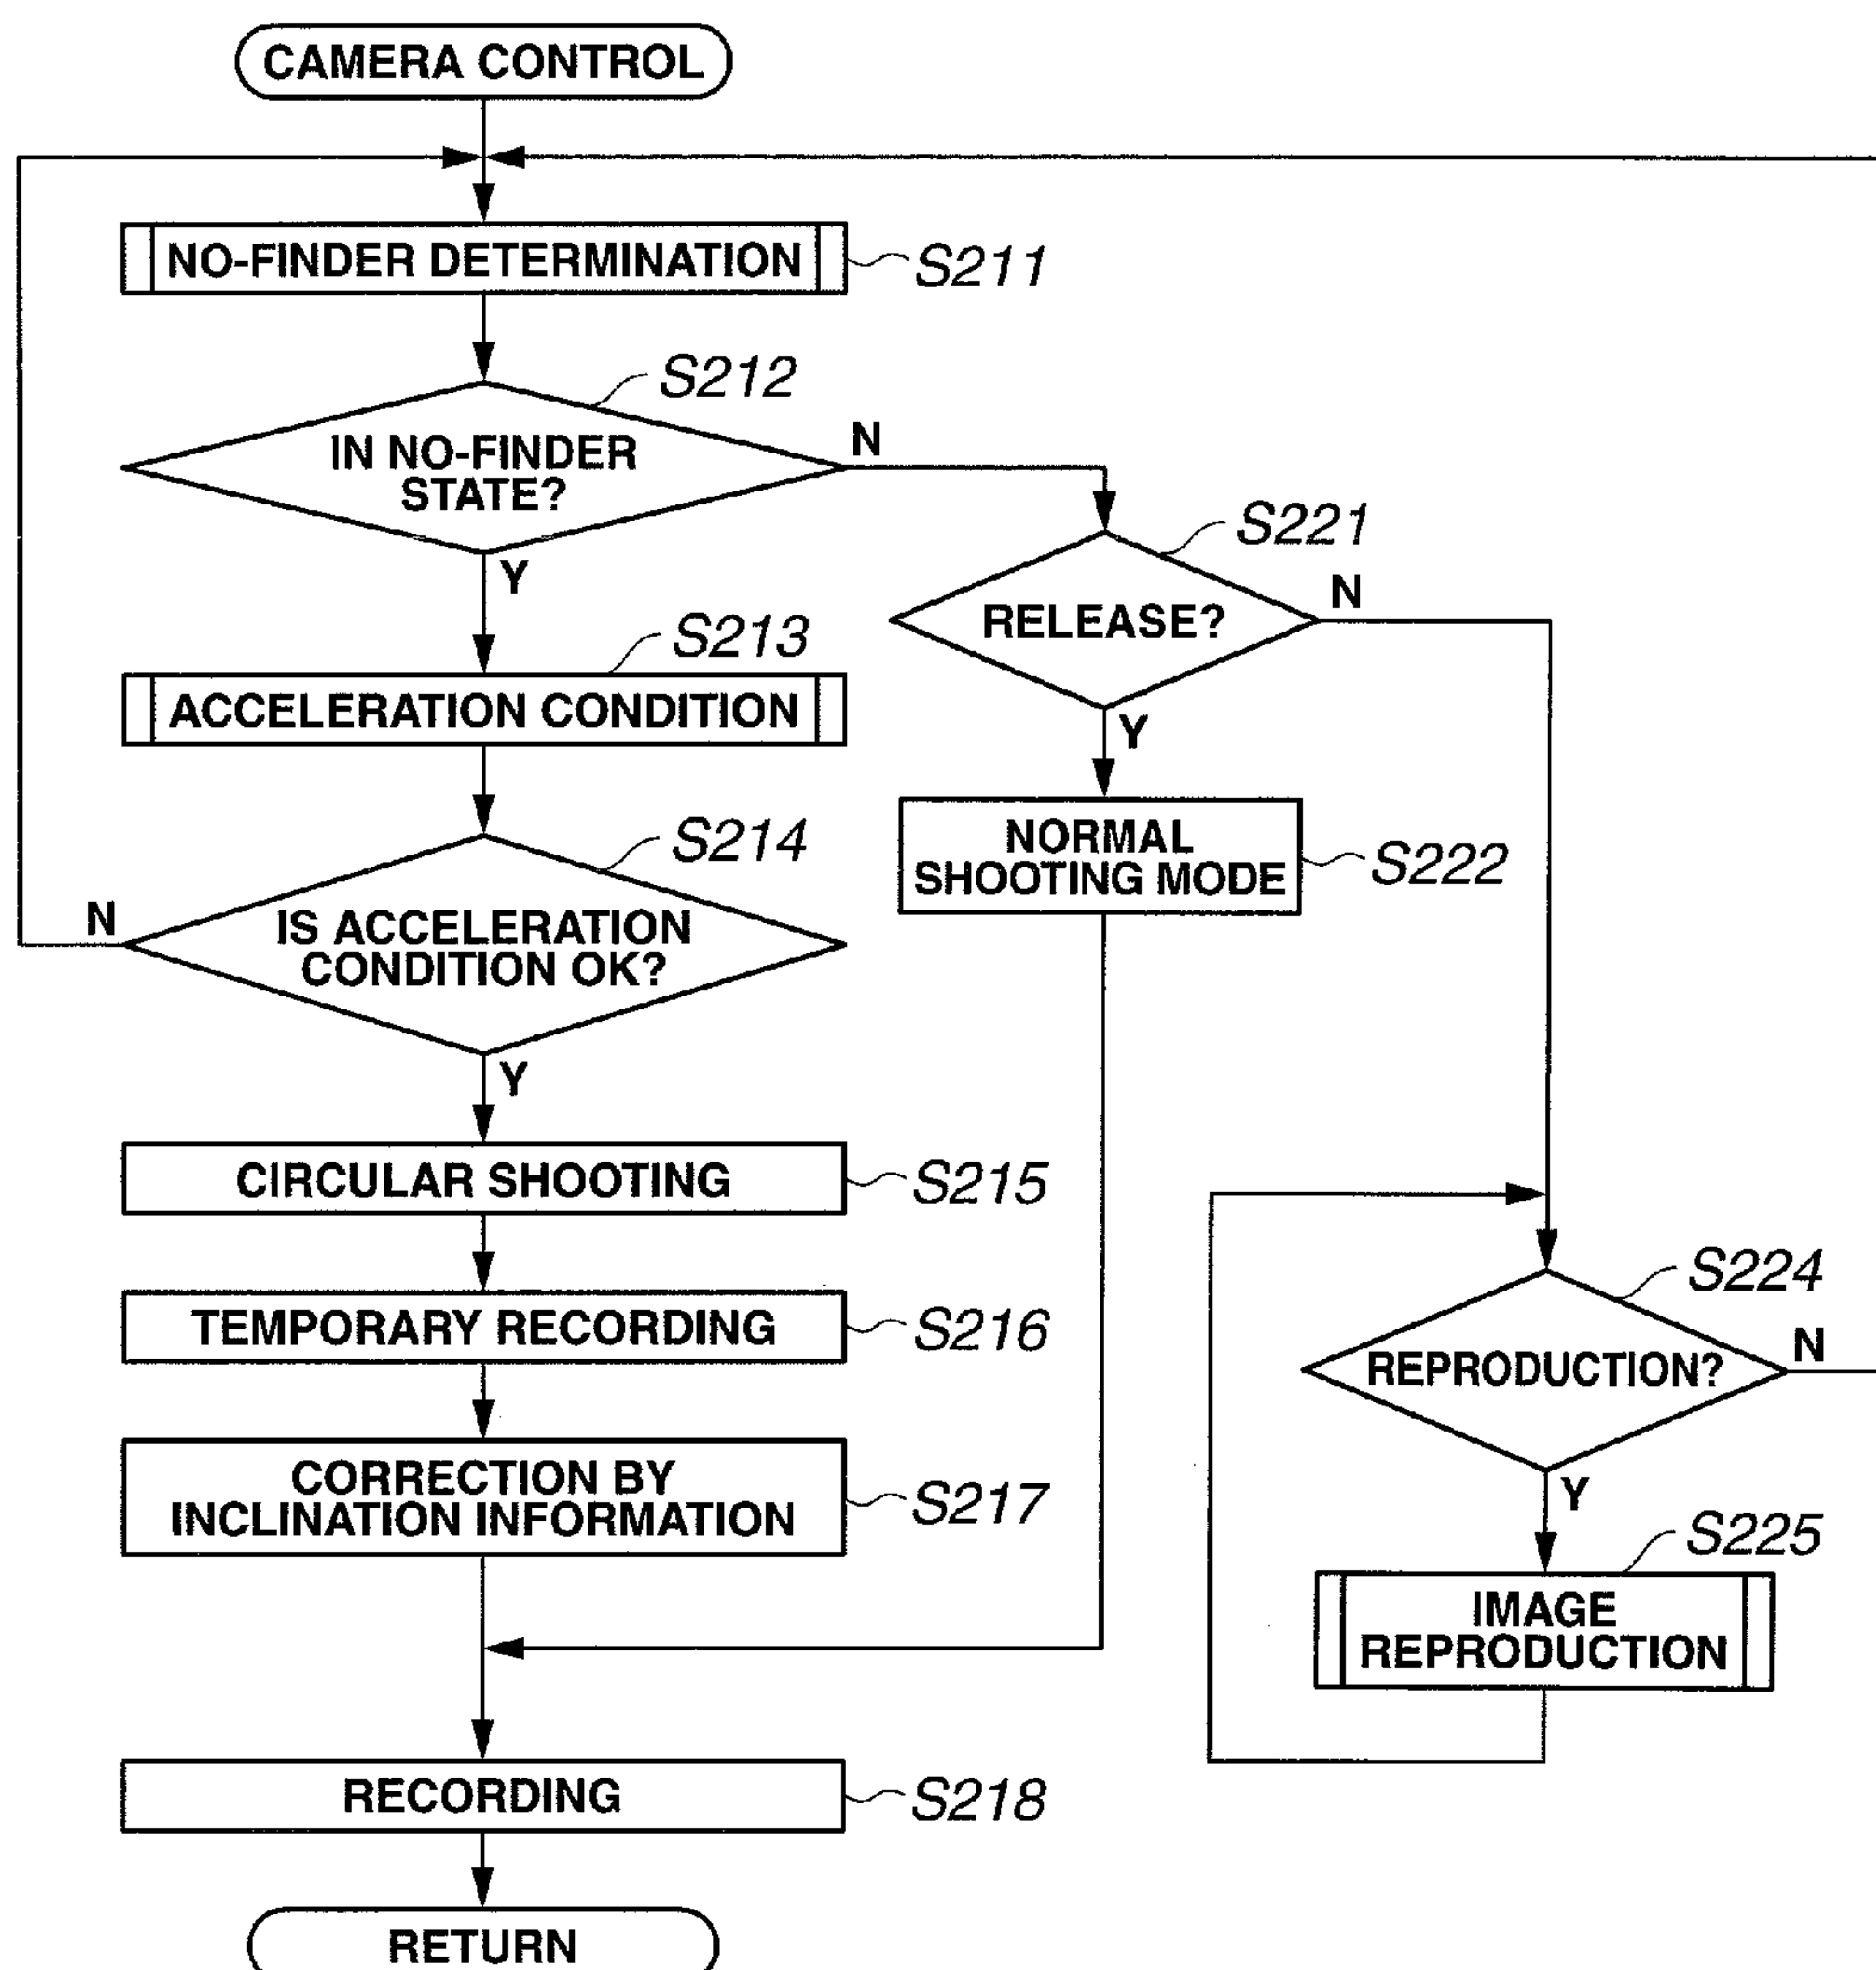 CAMERA CONTROL
NO-FINDER DETERMINATION
S211
S212
IN NO-FINDER
STATE?
N
Y
S213
ACCELERATION CONDITION
S214
IS ACCELERATION
CONDITION OK?
N
Y
CIRCULAR SHOOTING
S215
TEMPORARY RECORDING
S216
CORRECTION BY
INCLINATION INFORMATION
S217
RECORDING
S218
RETURN
S221
RELEASE?
N
Y
NORMAL
SHOOTING MODE
S222
S224
REPRODUCTION?
N
Y
S225
IMAGE
REPRODUCTION